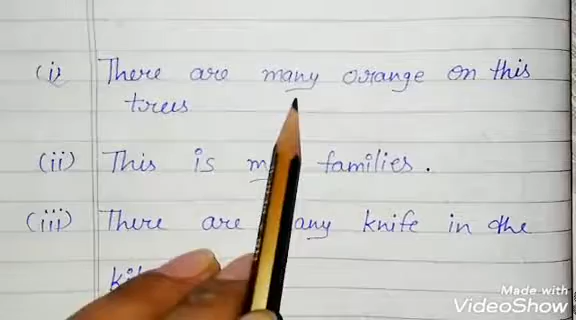 (i) There are many orange on this
trees
(ii) This is families.
(iii) There are any knife in the
Made with
VideoShow